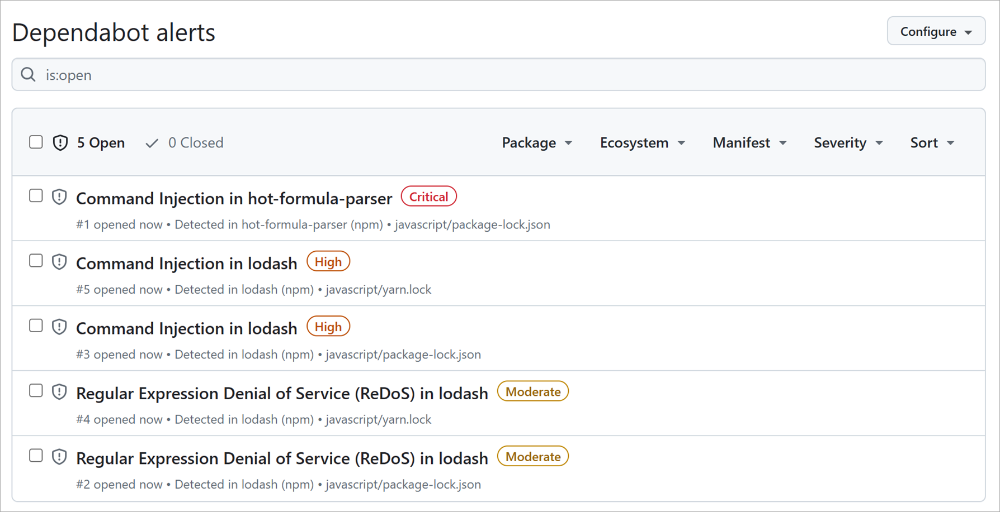 Dependabot alerts
Configure
is:open
5 Open 0 Closed Package Ecosystem Manifest Severity Sort
Command Injection in hot-formula-parser Critical
#1 opened now • Detected in hot-formula-parser (npm) • javascript/package-lock.json
Command Injection in lodash High
#5 opened now • Detected in lodash (npm) • javascript/yarn.lock
Command Injection in lodash High
#3 opened now • Detected in lodash (npm) • javascript/package-lock.json
Regular Expression Denial of Service (ReDoS) in lodash Moderate
#4 opened now • Detected in lodash (npm) • javascript/yarn.lock
Regular Expression Denial of Service (ReDoS) in lodash Moderate
#2 opened now • Detected in lodash (npm) • javascript/package-lock.json